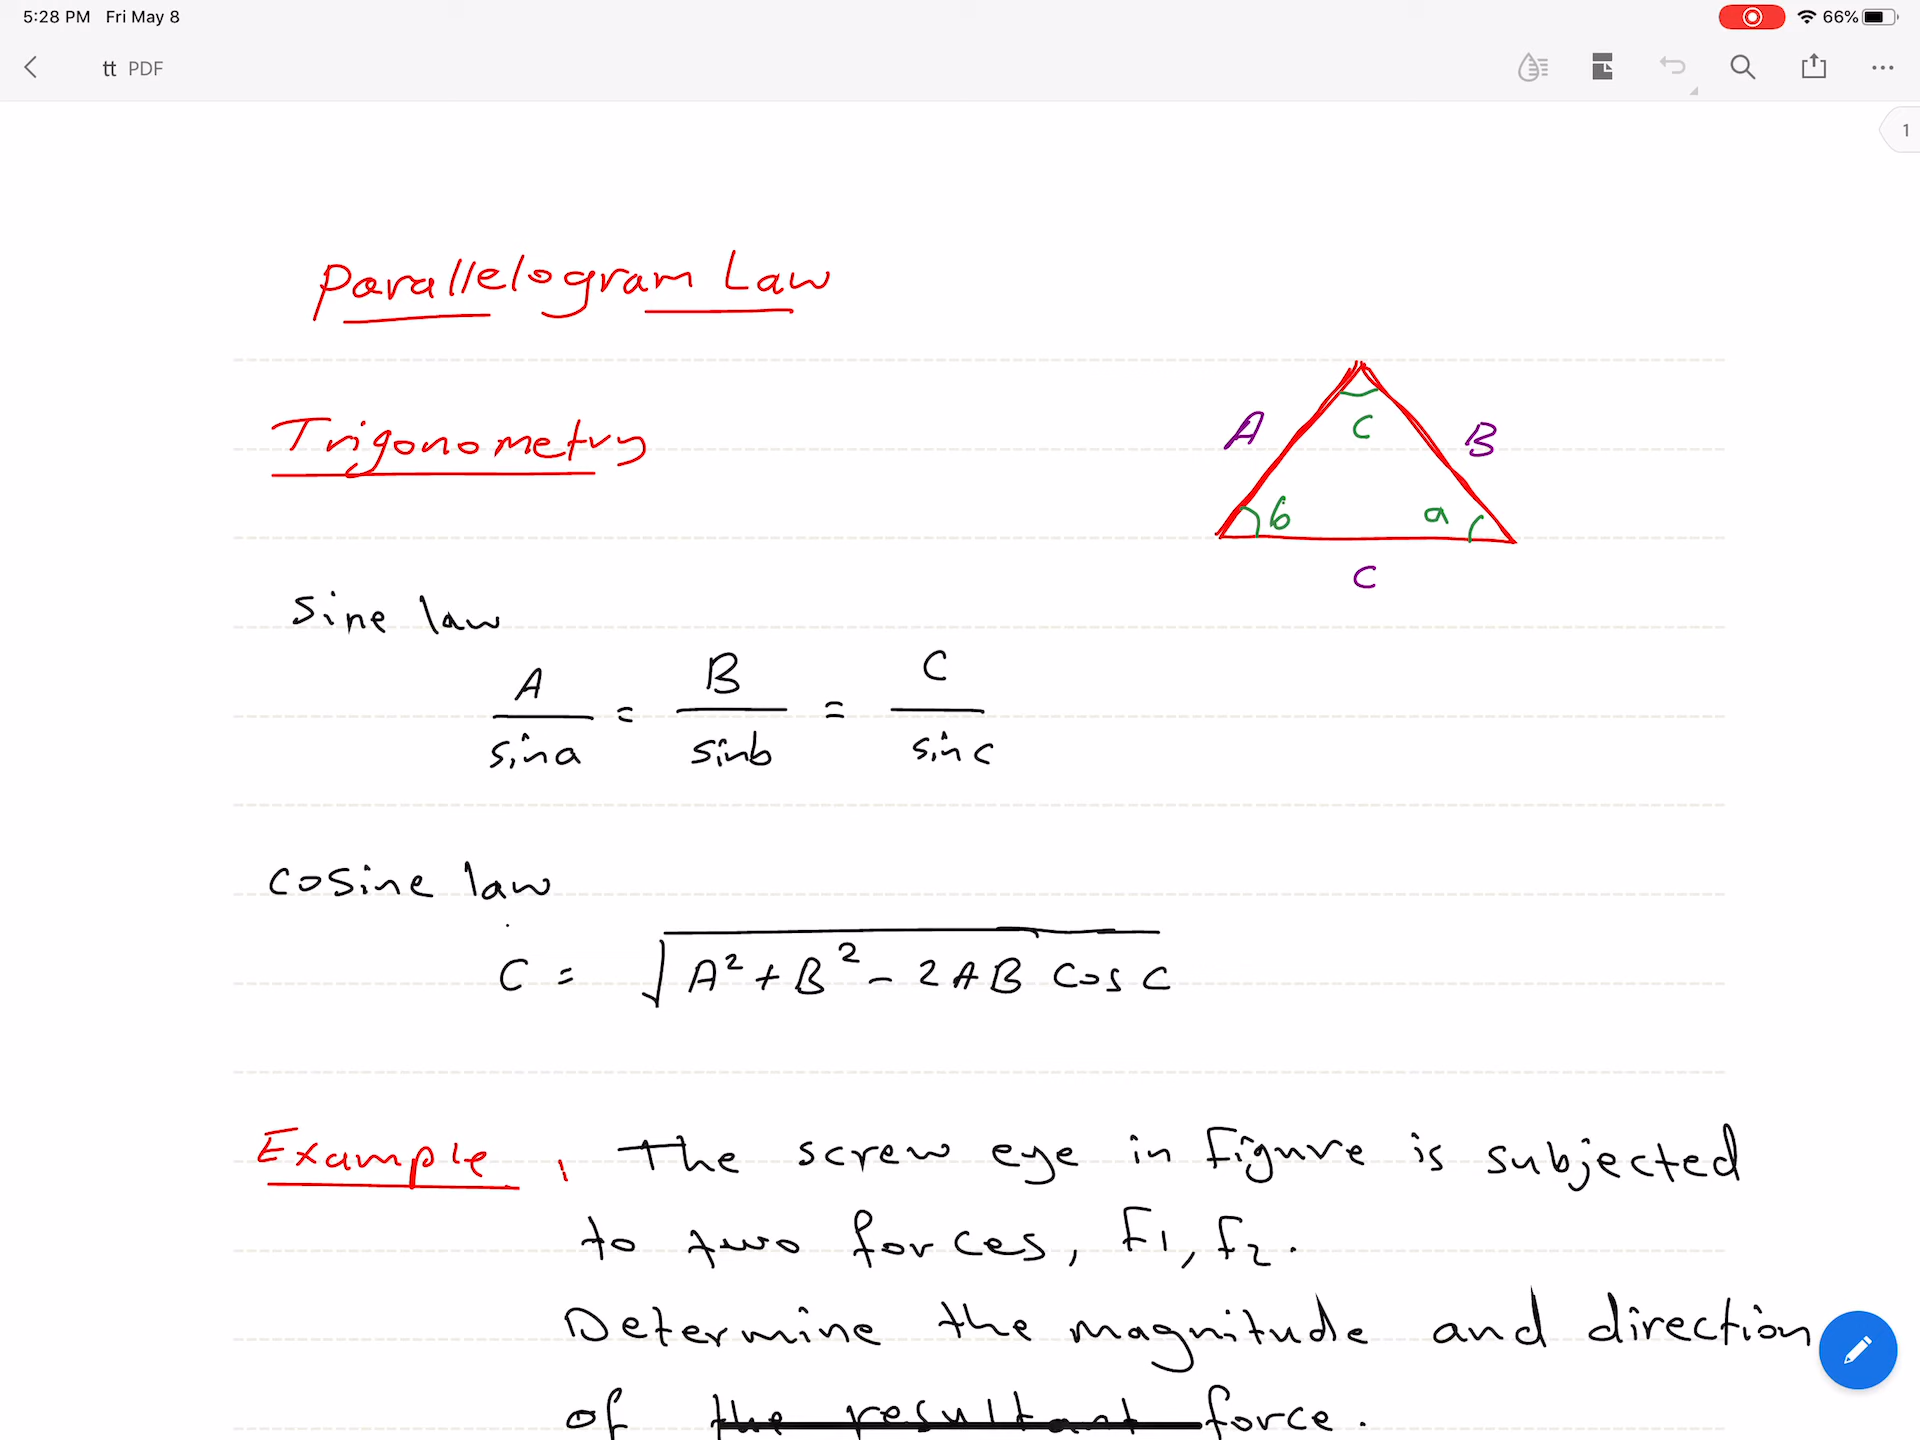 5:28 PM Fri May 8 66%
tt PDF
1
Parallelogram Law
Trigonometry
A c B
b a
C
Sine law
A/sina = B/sinb = C/sinc
cosine law
C = √A² + B² - 2AB cos c
Example, The screw eye in Figure is subjected
to two forces, F1, F2.
Determine the magnitude and direction
of the resultant force.